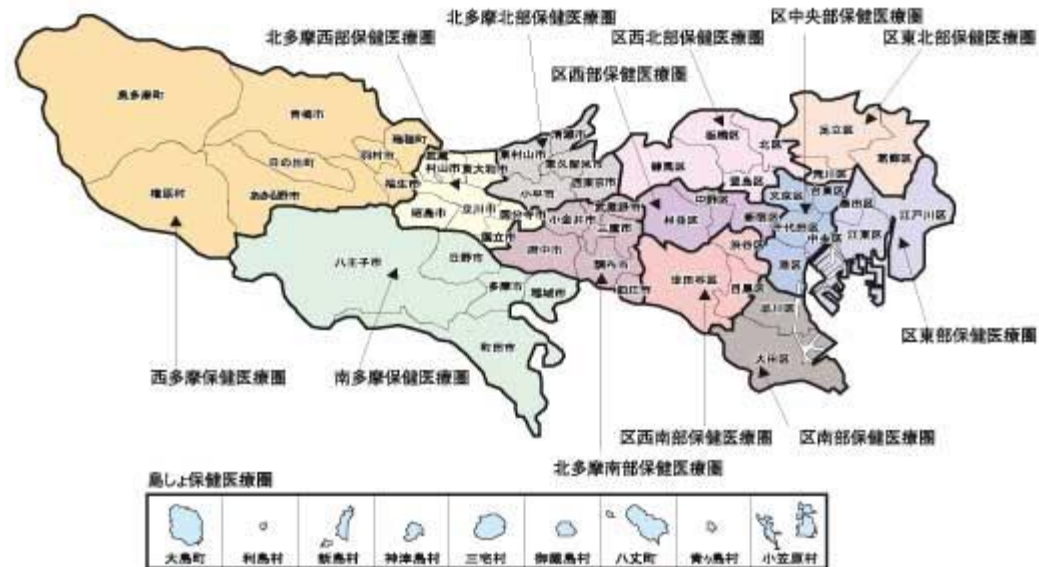 区中央部保健医療圏
北多摩北部保健医療圏
北多摩西部保健医療圏
区西北部保健医療圏
区東北部保健医療圏
区西部保健医療圏
奥多摩町
青梅市
瑞穂町
日の出町
羽村市
檜原村
あきる野市
福生市
武蔵
村山市
東大和市
東村山市
清瀬市
東久留米市
小平市
西東京市
昭島市
立川市
国分寺市
国立市
小金井市
武蔵野市
三鷹市
府中市
調布市
狛江市
八王子市
日野市
多摩市
稲城市
町田市
板橋区
北区
練馬区
豊島区
足立区
葛飾区
荒川区
文京区
台東区
墨田区
江戸川区
中野区
杉並区
新宿区
千代田区
中央区
江東区
渋谷区
港区
世田谷区
目黒区
品川区
大田区
区東部保健医療圏
西多摩保健医療圏
南多摩保健医療圏
区西南部保健医療圏
区南部保健医療圏
北多摩南部保健医療圏
島しょ保健医療圏
大島町
利島村
新島村
神津島村
三宅村
御蔵島村
八丈町
青ヶ島村
小笠原村